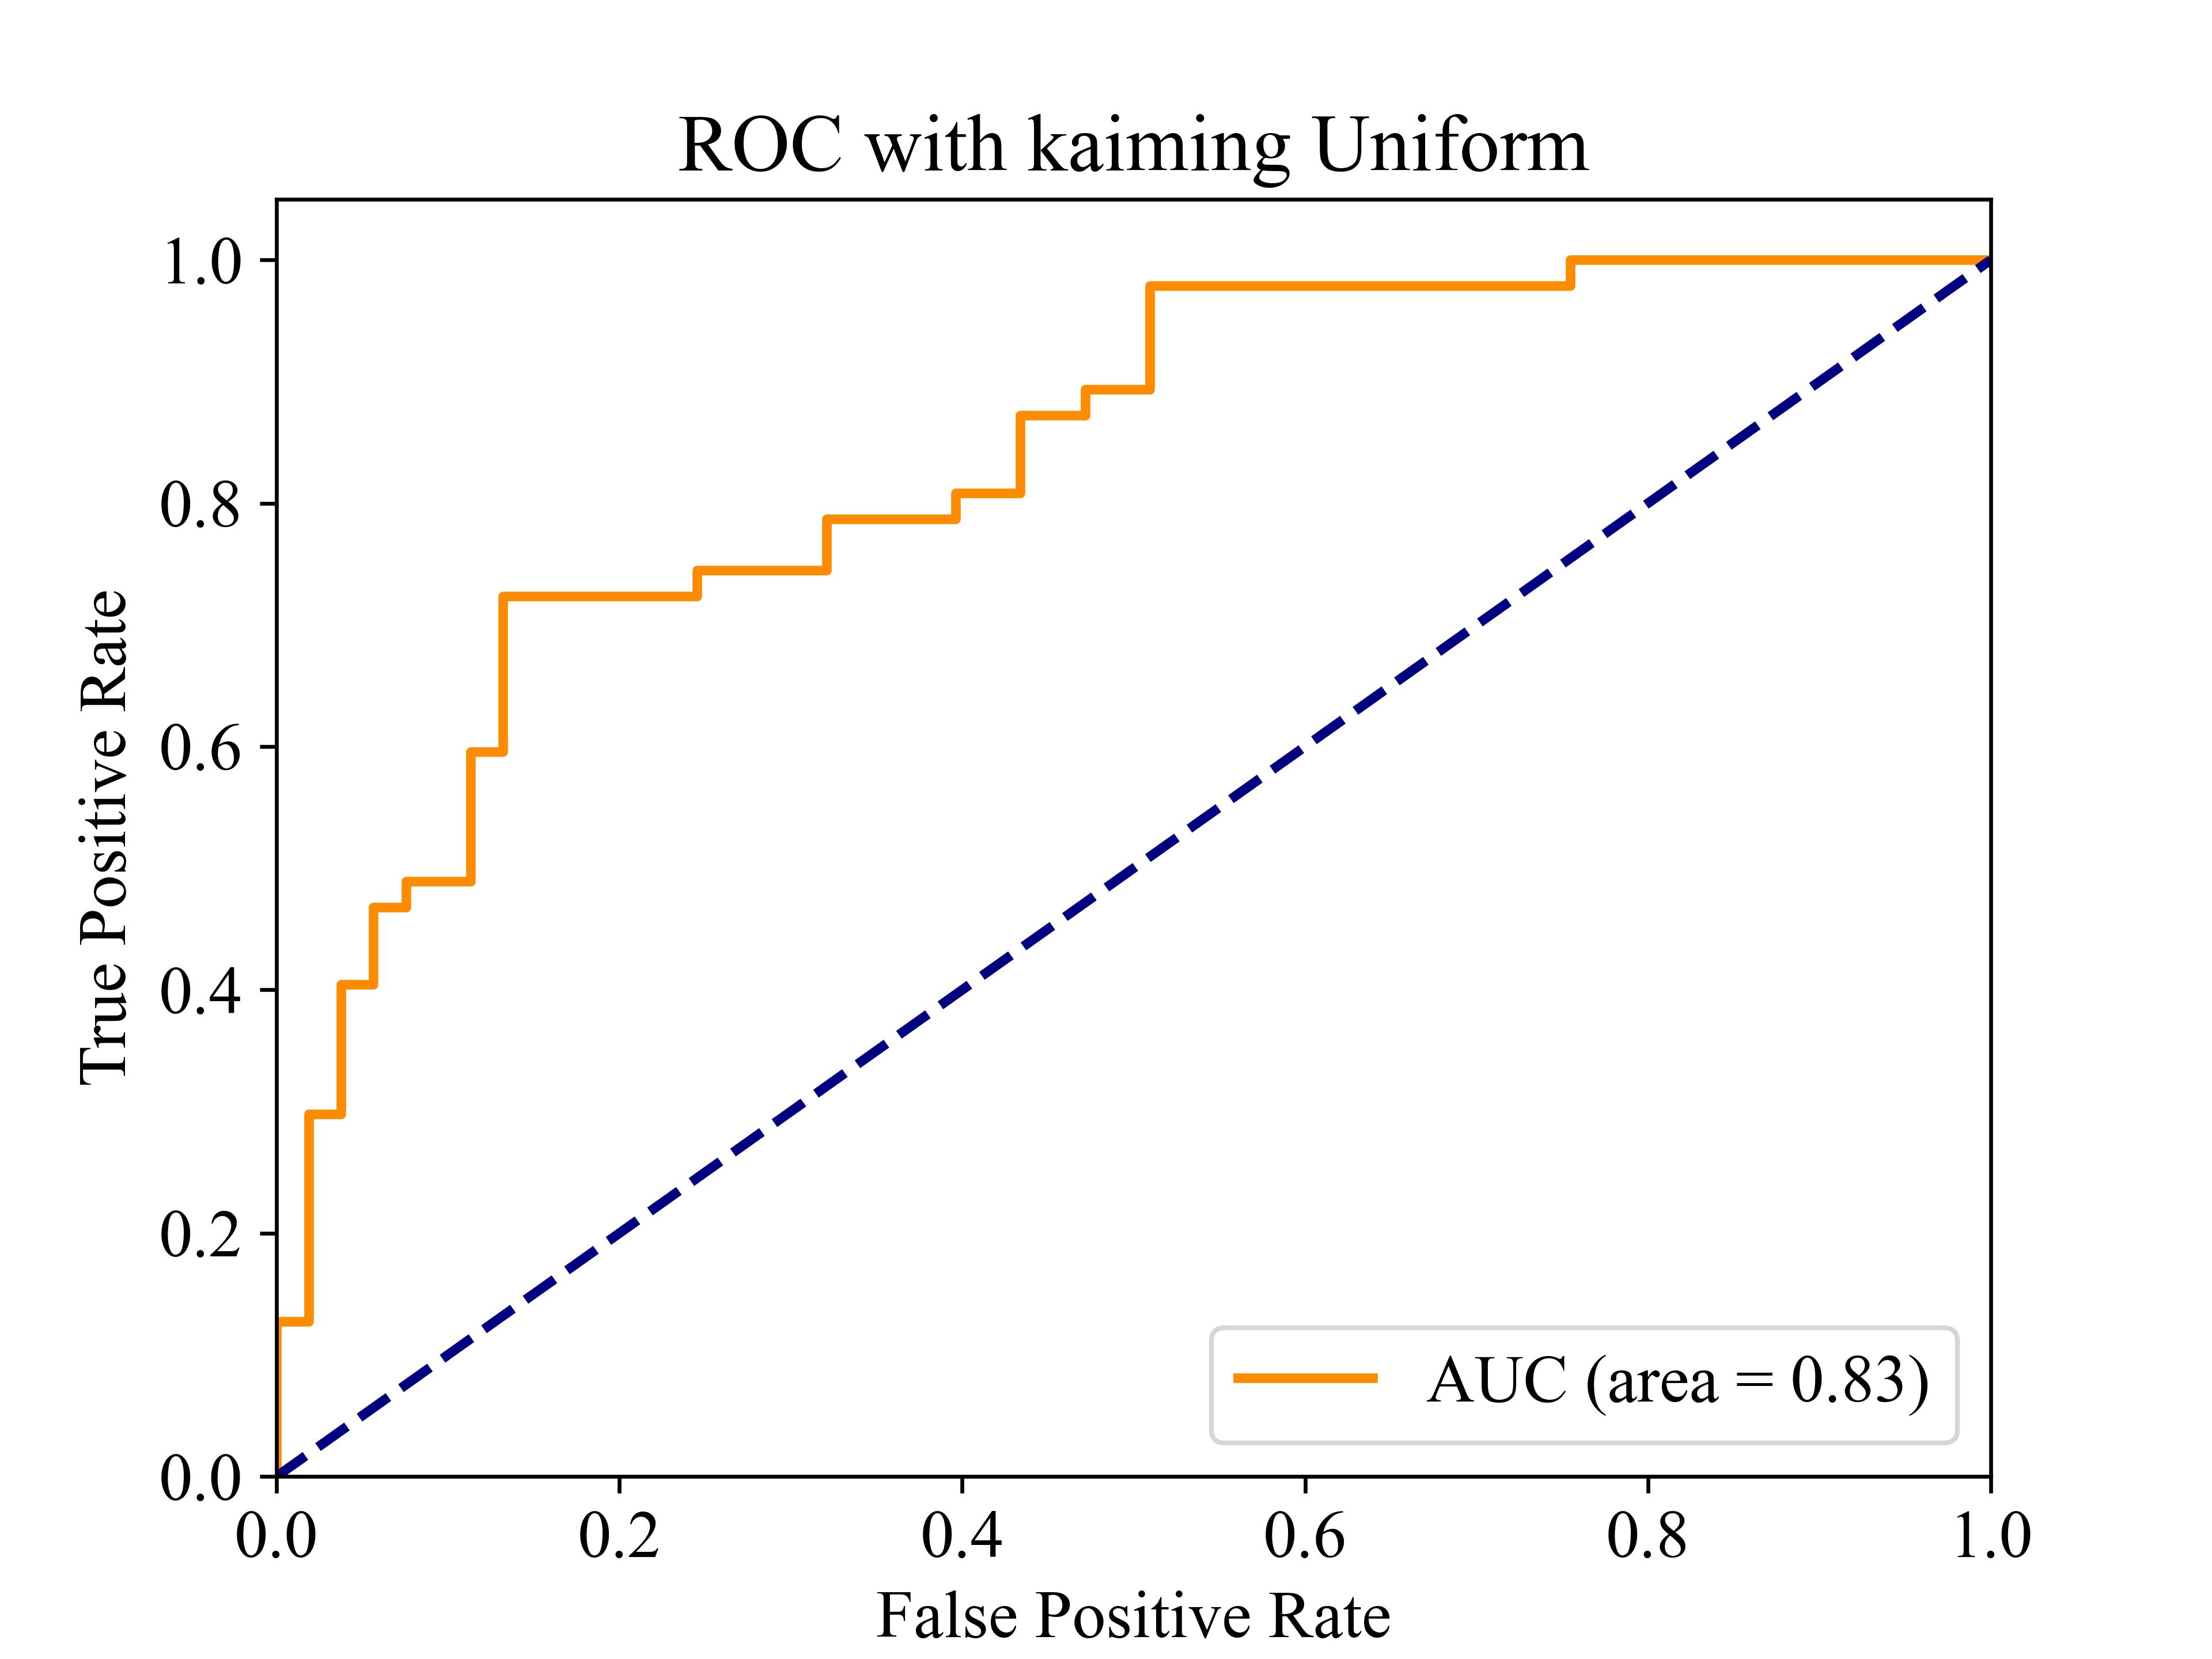 ROC with kaiming Uniform
True Positive Rate
1.0
0.8
0.6
0.4
0.2
0.0
AUC (area = 0.83)
0.0 0.2 0.4 0.6 0.8 1.0
False Positive Rate